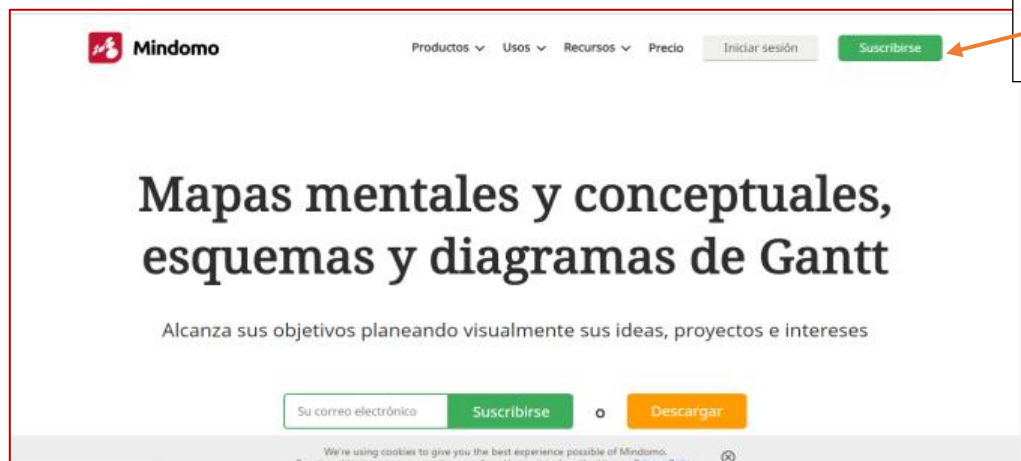 Mindomo
Productos Usos Recursos Precio Iniciar sesión Suscribirse
Mapas mentales y conceptuales,
esquemas y diagramas de Gantt
Alcanza sus objetivos planeando visualmente sus ideas, proyectos e intereses
Su correo electrónico Suscribirse o Descargar
We're using cookies to give you the best experience possible of Mindomo.